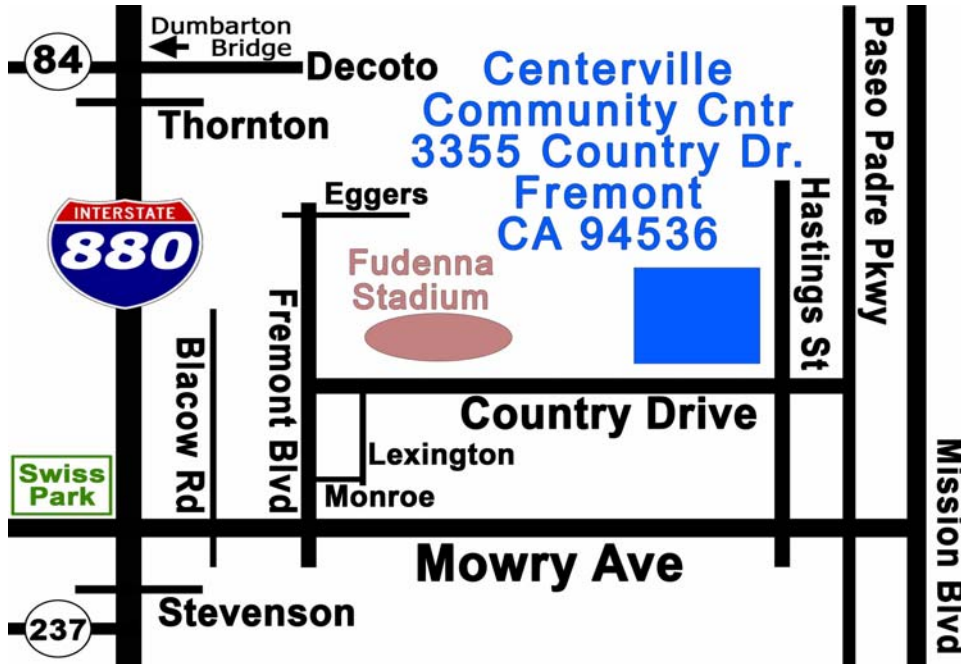 Dumbarton
Bridge
84
Decoto
Thornton
Centerville
Community Cntr
3355 Country Dr.
Fremont
CA 94536
Paseo Padre Pkwy
Hastings St
Eggers
INTERSTATE
880
Fudenna
Stadium
Fremont Blvd
Blacow Rd
Country Drive
Lexington
Monroe
Swiss
Park
Mowry Ave
Mission Blvd
Stevenson
237